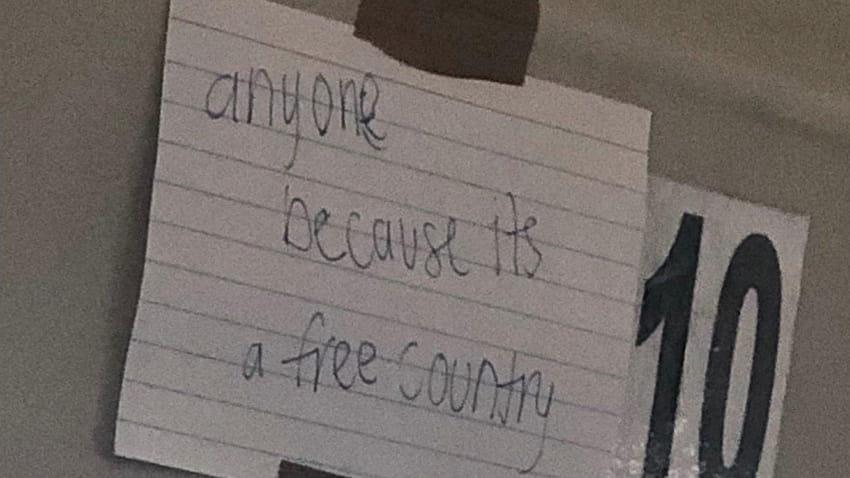 anyone
because its
a free country
10